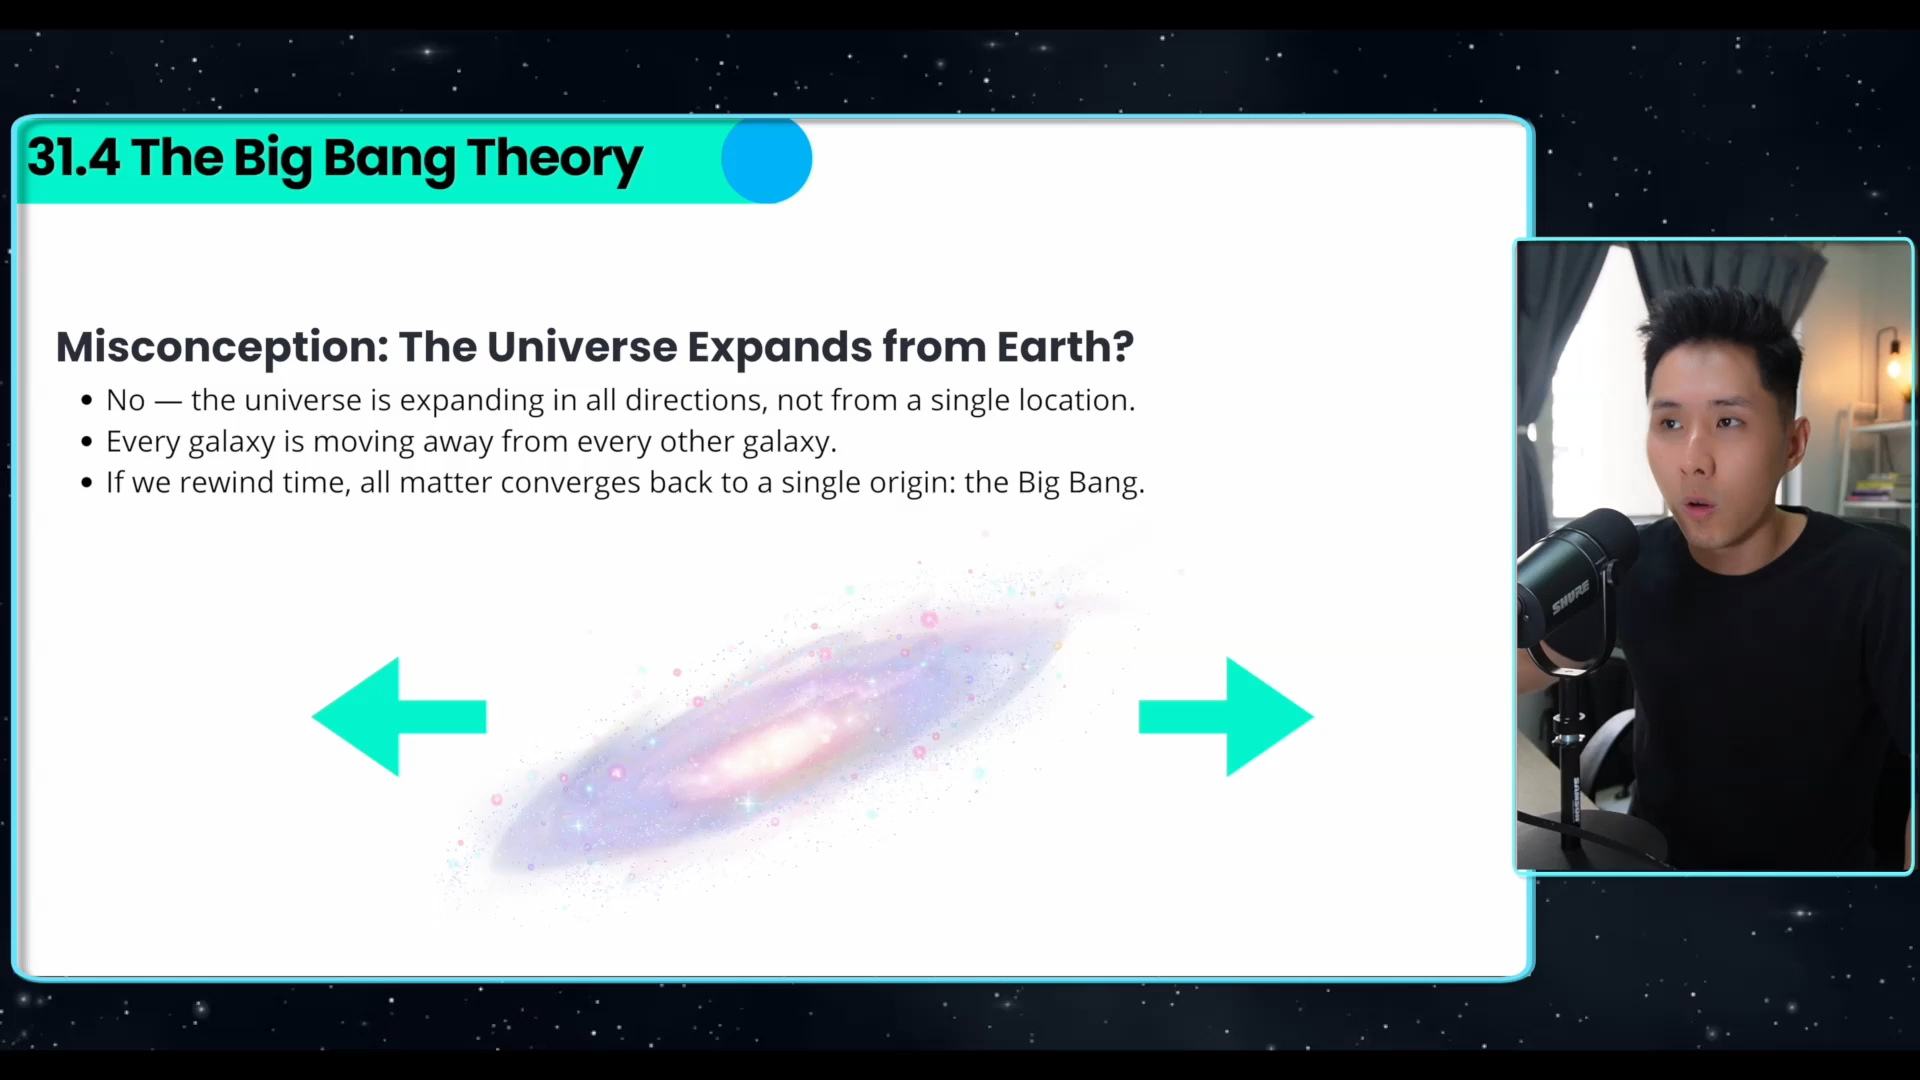 31.4 The Big Bang Theory
Misconception: The Universe Expands from Earth?
• No — the universe is expanding in all directions, not from a single location.
• Every galaxy is moving away from every other galaxy.
• If we rewind time, all matter converges back to a single origin: the Big Bang.
SHURE
SAMSON